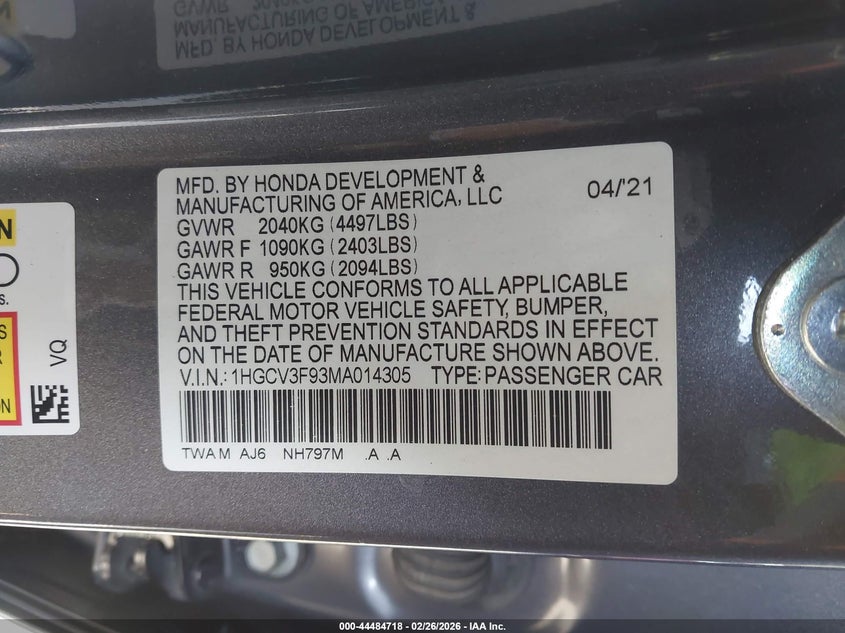 MFD. BY HONDA DEVELOPMENT &
MANUFACTURING OF AMERICA, LLC
04/'21
GVWR 2040KG (4497LBS)
GAWR F 1090KG (2403LBS)
GAWR R 950KG (2094LBS)
THIS VEHICLE CONFORMS TO ALL APPLICABLE
FEDERAL MOTOR VEHICLE SAFETY, BUMPER,
AND THEFT PREVENTION STANDARDS IN EFFECT
ON THE DATE OF MANUFACTURE SHOWN ABOVE.
V.I.N.: 1HGCV3F93MA014305 TYPE: PASSENGER CAR
TWA M AJ6 NH797M .A .A
VQ
000-44484718 - 02/26/2026 - IAA Inc.